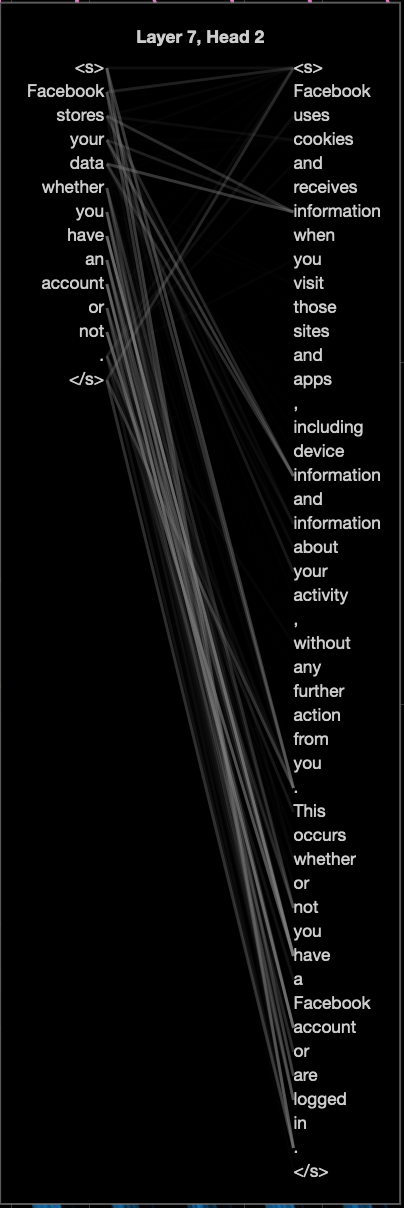 Layer 7, Head 2
<s> <s>
Facebook Facebook
stores uses
your cookies
data and
whether receives
you information
have when
an you
account visit
or those
not sites
. and
</s> apps
,
including
device
information
and
information
about
your
activity
,
without
any
further
action
from
you
.
This
occurs
whether
or
not
you
have
a
Facebook
account
or
are
logged
in
.
</s>